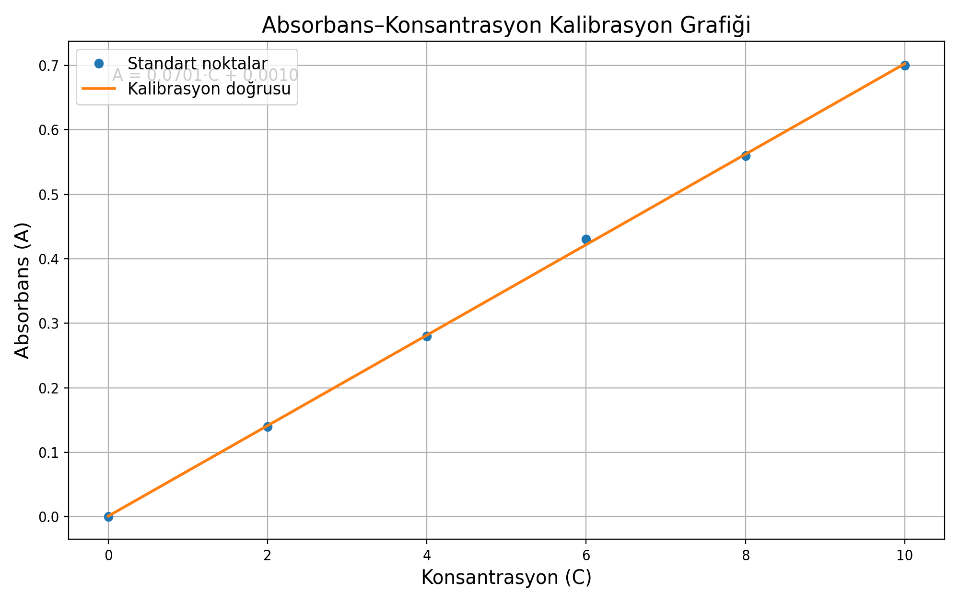 Absorbans–Konsantrasyon Kalibrasyon Grafiği
Standart noktalar
A = 0.0701·C + 0.0010
Kalibrasyon doğrusu
0.7
0.6
0.5
0.4
0.3
0.2
0.1
0.0
Absorbans (A)
0 2 4 6 8 10
Konsantrasyon (C)